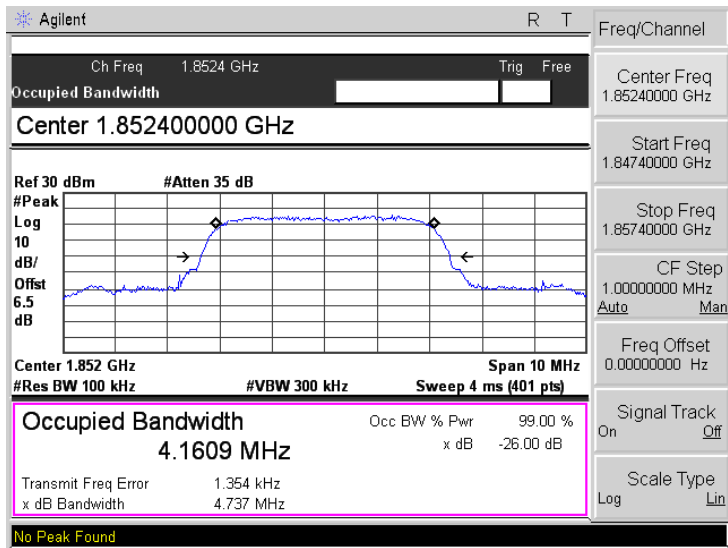 Agilent
R T
Ch Freq 1.8524 GHz Trig Free
Occupied Bandwidth
Center 1.852400000 GHz
Ref 30 dBm #Atten 35 dB
#Peak
Log
10
dB/
Offst
6.5
dB
Center 1.852 GHz Span 10 MHz
#Res BW 100 kHz #VBW 300 kHz Sweep 4 ms (401 pts)
Occupied Bandwidth
4.1609 MHz
Occ BW % Pwr 99.00 %
x dB -26.00 dB
Transmit Freq Error 1.354 kHz
x dB Bandwidth 4.737 MHz
No Peak Found
Freq/Channel
Center Freq
1.85240000 GHz
Start Freq
1.84740000 GHz
Stop Freq
1.85740000 GHz
CF Step
1.00000000 MHz
Auto Man
Freq Offset
0.00000000 Hz
Signal Track
On Off
Scale Type
Log Lin